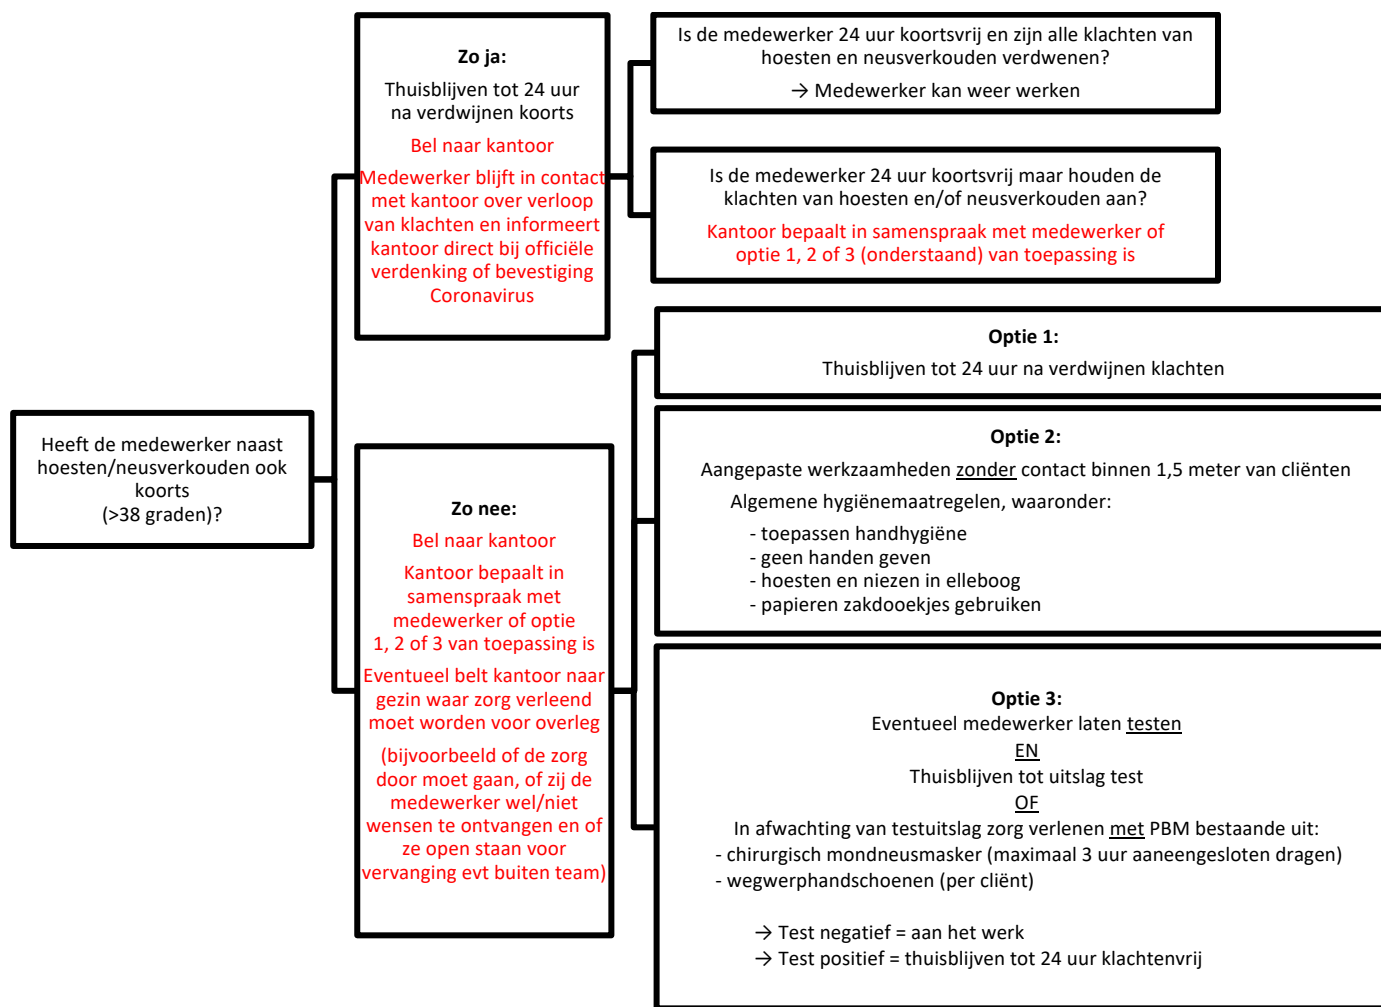 Heeft de medewerker naast
hoesten/neusverkouden ook
koorts
(>38 graden)?
Zo ja:
Thuisblijven tot 24 uur
na verdwijnen koorts
Bel naar kantoor
Medewerker blijft in contact
met kantoor over verloop
van klachten en informeert
kantoor direct bij officiële
verdenking of bevestiging
Coronavirus
Is de medewerker 24 uur koortsvrij en zijn alle klachten van
hoesten en neusverkouden verdwenen?
→ Medewerker kan weer werken
Is de medewerker 24 uur koortsvrij maar houden de
klachten van hoesten en/of neusverkouden aan?
Kantoor bepaalt in samenspraak met medewerker of
optie 1, 2 of 3 (onderstaand) van toepassing is
Zo nee:
Bel naar kantoor
Kantoor bepaalt in
samenspraak met
medewerker of optie
1, 2 of 3 van toepassing is
Eventueel belt kantoor naar
gezin waar zorg verleend
moet worden voor overleg
(bijvoorbeeld of de zorg
door moet gaan, of zij de
medewerker wel/niet
wensen te ontvangen en of
ze open staan voor
vervanging evt buiten team)
Optie 1:
Thuisblijven tot 24 uur na verdwijnen klachten
Optie 2:
Aangepaste werkzaamheden zonder contact binnen 1,5 meter van cliënten
Algemene hygiënemaatregelen, waaronder:
- toepassen handhygiëne
- geen handen geven
- hoesten en niezen in elleboog
- papieren zakdooekjes gebruiken
Optie 3:
Eventueel medewerker laten testen
EN
Thuisblijven tot uitslag test
OF
In afwachting van testuitslag zorg verlenen met PBM bestaande uit:
- chirurgisch mondneusmasker (maximaal 3 uur aaneengesloten dragen)
- wegwerphandschoenen (per cliënt)
→ Test negatief = aan het werk
→ Test positief = thuisblijven tot 24 uur klachtenvrij